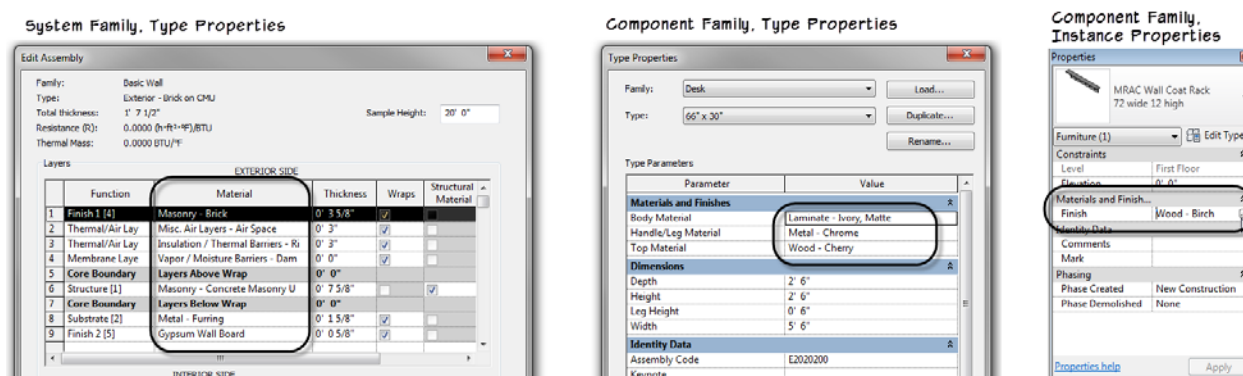 System Family, Type Properties
Edit Assembly
Family: Basic Wall
Type: Exterior - Brick on CMU
Total thickness: 1' 7 1/2" Sample Height: 20' 0"
Resistance (R): 0.0000 (h·ft²·°F)/BTU
Thermal Mass: 0.0000 BTU/°F
Layers
EXTERIOR SIDE
Function Material Thickness Wraps Structural Material
1 Finish 1 [4] Masonry - Brick 0' 3 5/8"
2 Thermal/Air Lay Misc. Air Layers - Air Space 0' 3"
3 Thermal/Air Lay Insulation / Thermal Barriers - Ri 0' 3"
4 Membrane Laye Vapor / Moisture Barriers - Dam 0' 0"
5 Core Boundary Layers Above Wrap 0' 0"
6 Structure [1] Masonry - Concrete Masonry U 0' 7 5/8"
7 Core Boundary Layers Below Wrap 0' 0"
8 Substrate [2] Metal - Furring 0' 1 5/8"
9 Finish 2 [5] Gypsum Wall Board 0' 0 5/8"
INTERIOR SIDE
Component Family, Type Properties
Type Properties
Family: Desk Load...
Type: 66" x 30" Duplicate...
Rename...
Type Parameters
Parameter Value
Materials and Finishes
Body Material Laminate - Ivory, Matte
Handle/Leg Material Metal - Chrome
Top Material Wood - Cherry
Dimensions
Depth 2' 6"
Height 2' 6"
Leg Height 0' 6"
Width 5' 6"
Identity Data
Assembly Code E2020200
Keynote
Component Family,
Instance Properties
Properties
MRAC Wall Coat Rack
72 wide 12 high
Furniture (1) Edit Type
Constraints
Level First Floor
Elevation 0' 0"
Materials and Finish...
Finish Wood - Birch
Identity Data
Comments
Mark
Phasing
Phase Created New Construction
Phase Demolished None
Properties help Apply